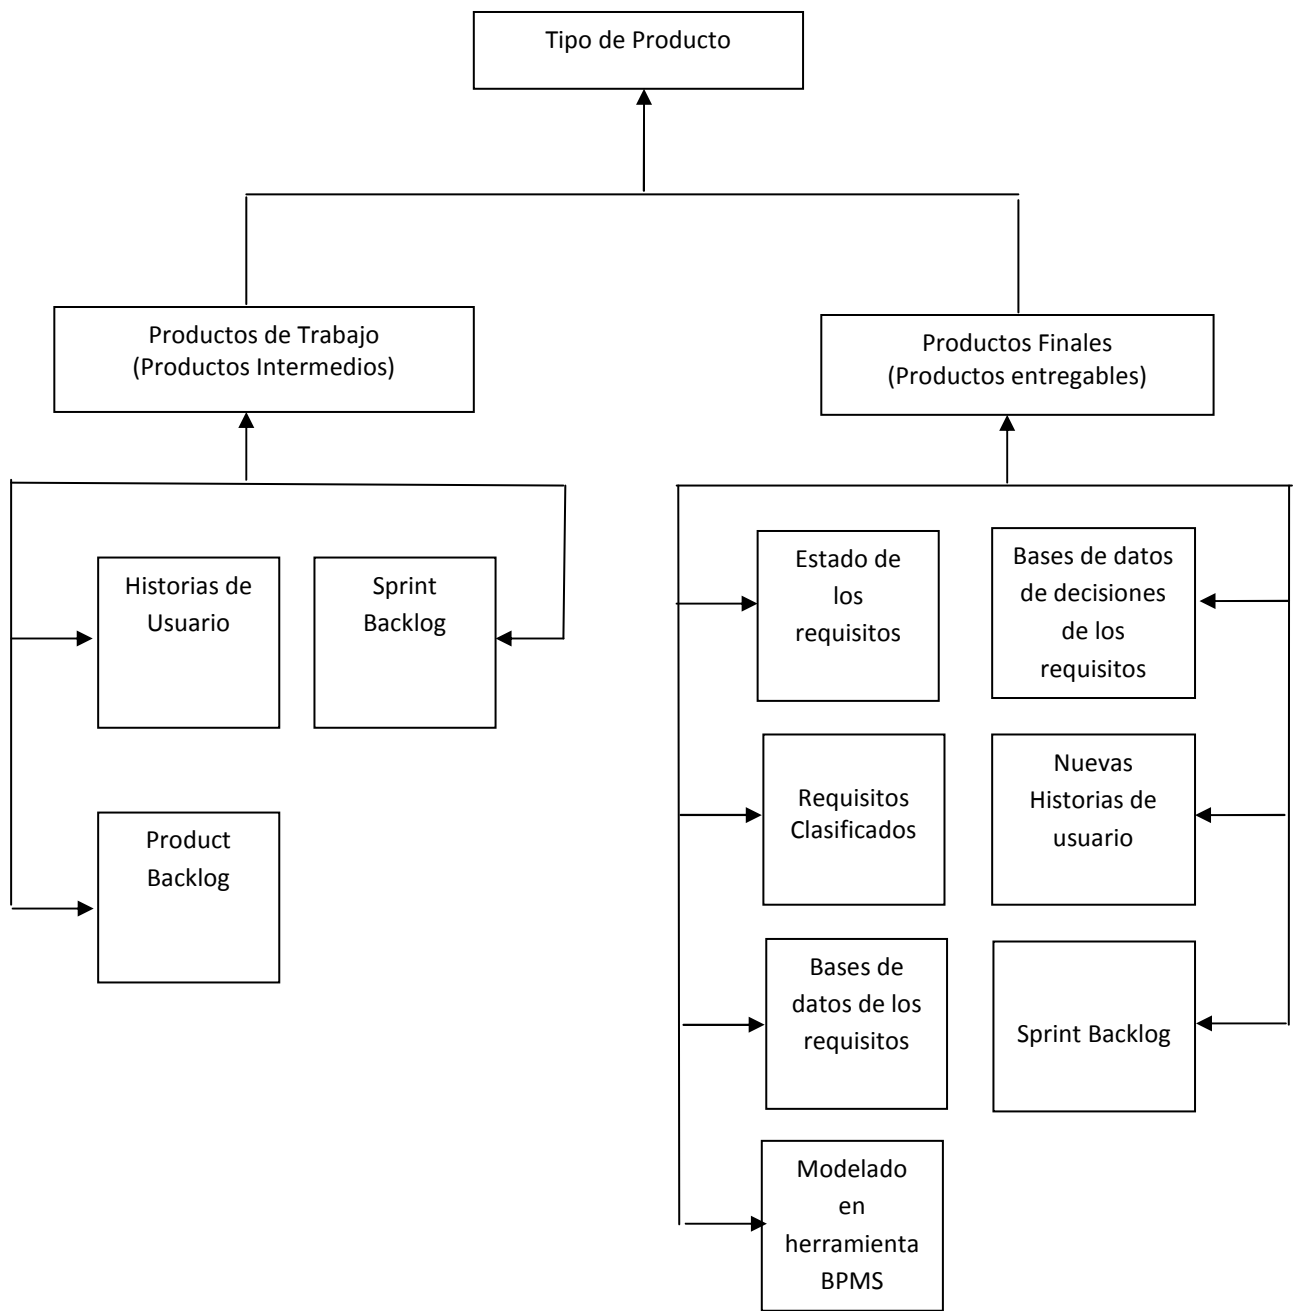 Tipo de Producto
Productos de Trabajo
(Productos Intermedios)
Productos Finales
(Productos entregables)
Historias de
Usuario
Sprint
Backlog
Product
Backlog
Estado de
los
requisitos
Bases de datos
de decisiones
de los
requisitos
Requisitos
Clasificados
Nuevas
Historias de
usuario
Bases de
datos de los
requisitos
Sprint Backlog
Modelado
en
herramienta
BPMS